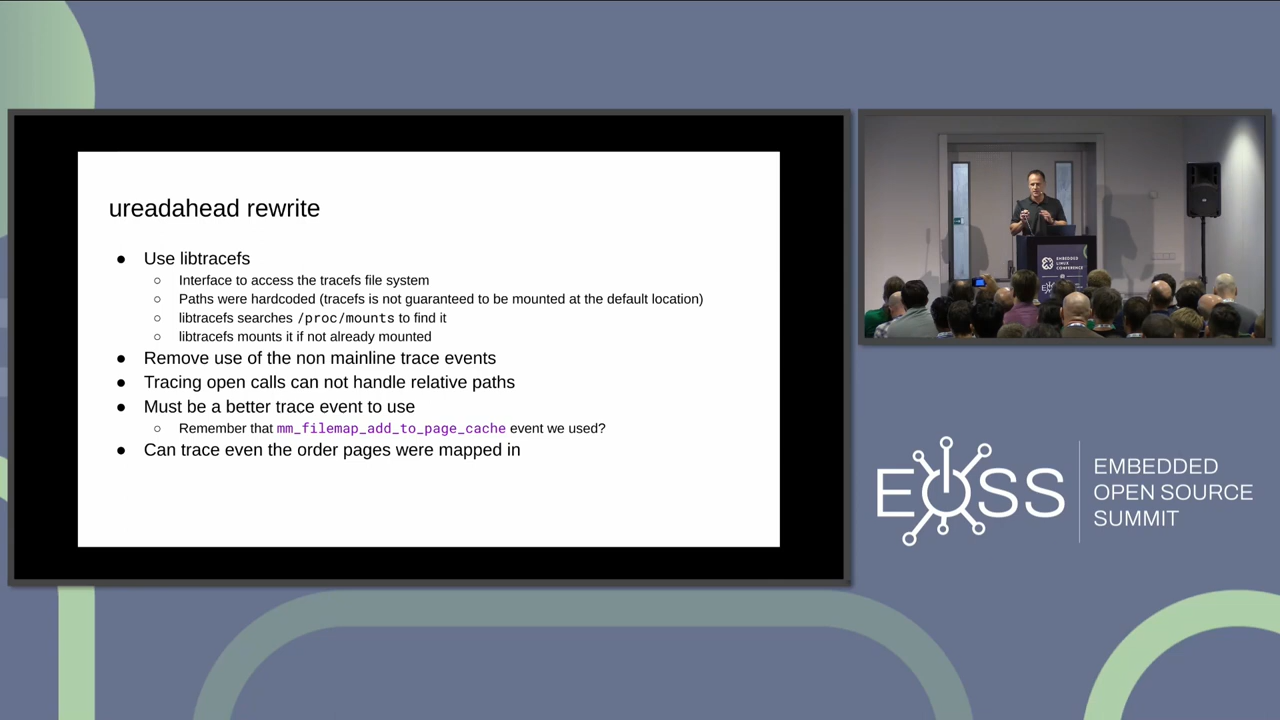 ureadahead rewrite
● Use libtracefs
○ Interface to access the tracefs file system
○ Paths were hardcoded (tracefs is not guaranteed to be mounted at the default location)
○ libtracefs searches /proc/mounts to find it
○ libtracefs mounts it if not already mounted
● Remove use of the non mainline trace events
● Tracing open calls can not handle relative paths
● Must be a better trace event to use
○ Remember that mm_filemap_add_to_page_cache event we used?
● Can trace even the order pages were mapped in
EMBEDDED
LINUX
CONFERENCE
EOSS
EMBEDDED
OPEN SOURCE
SUMMIT